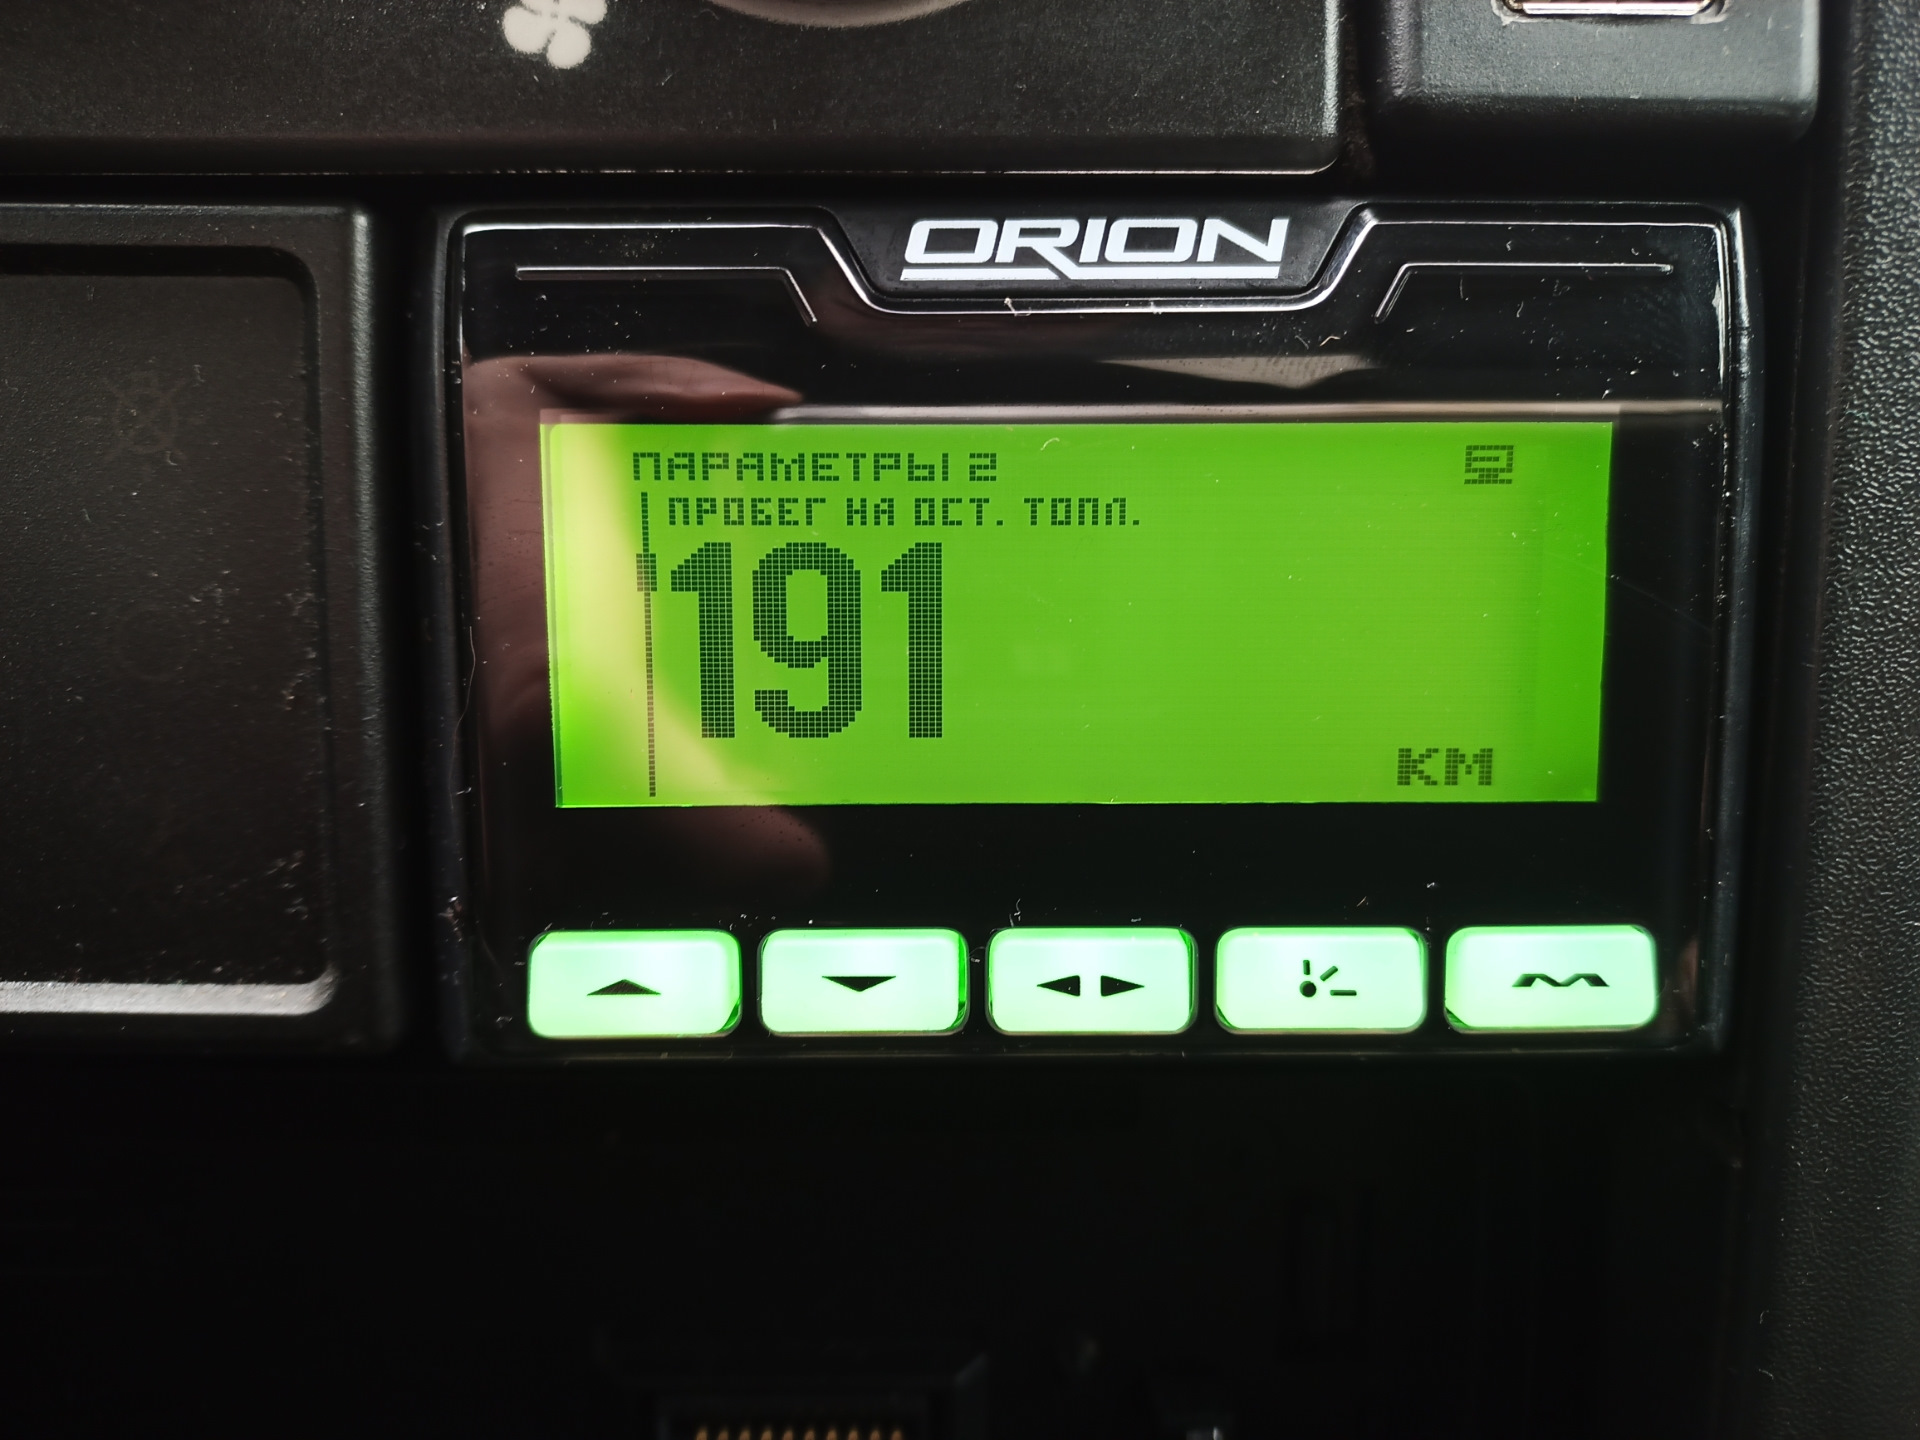 ORION
ПАРАМЕТРЫ 2
ПРОБЕГ НА ОСТ. ТОПЛ.
191
КМ